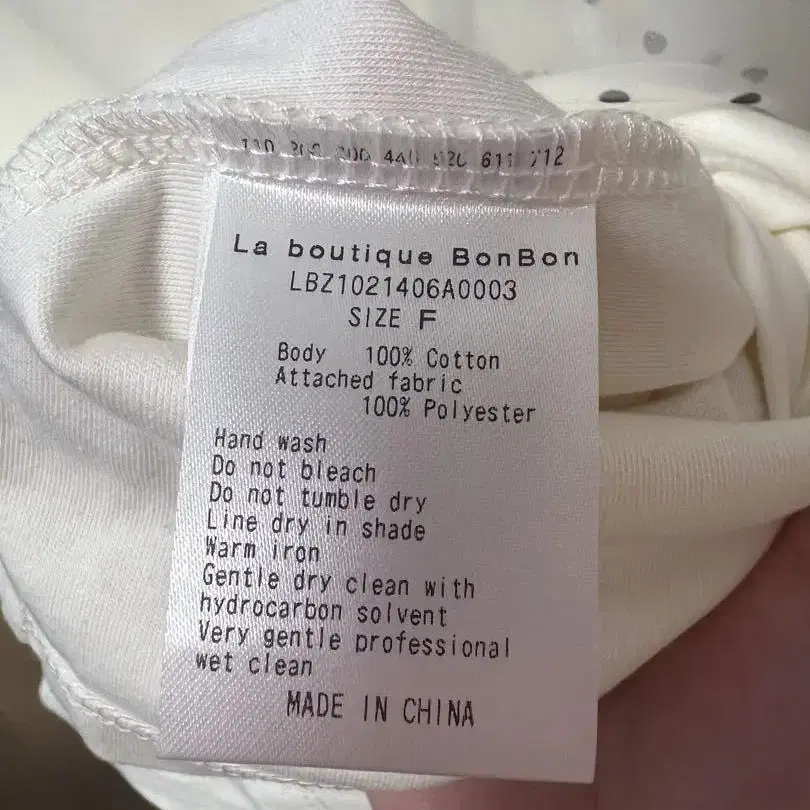 611 712
La boutique BonBon
LBZ1021406A0003
SIZE F
Body 100% Cotton
Attached fabric
100% Polyester
Hand wash
Do not bleach
Do not tumble dry
Line dry in shade
Warm iron
Gentle dry clean with
hydrocarbon solvent
Very gentle professional
wet clean
MADE IN CHINA